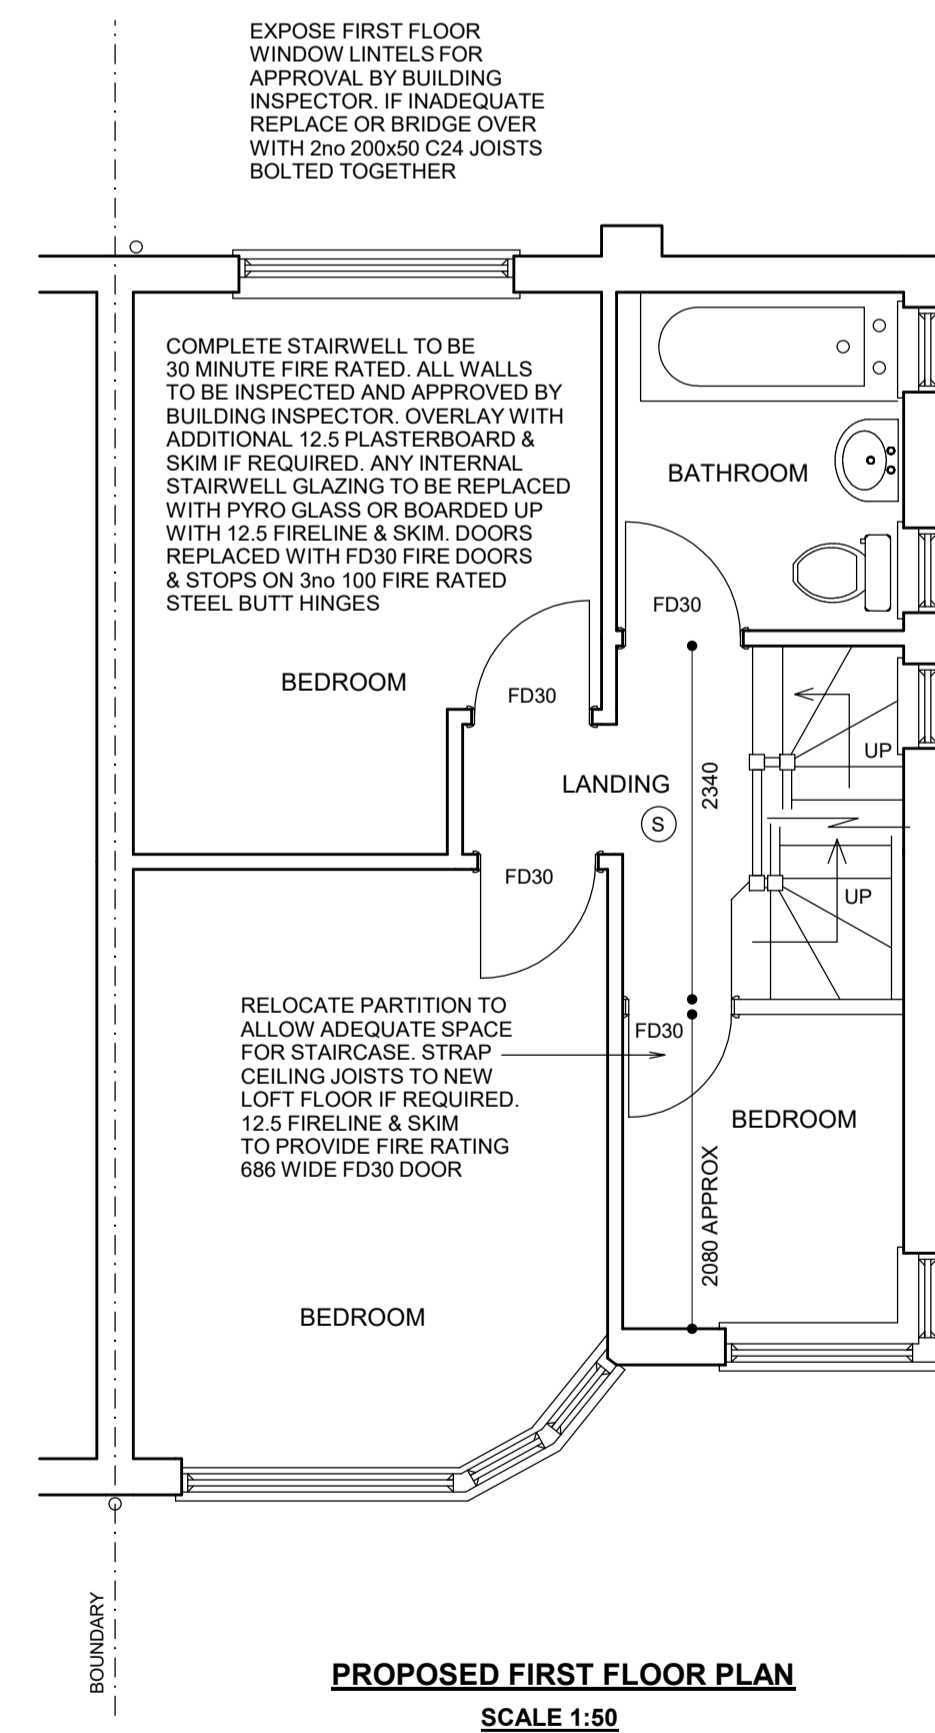 EXPOSE FIRST FLOOR
WINDOW LINTELS FOR
APPROVAL BY BUILDING
INSPECTOR. IF INADEQUATE
REPLACE OR BRIDGE OVER
WITH 2no 200x50 C24 JOISTS
BOLTED TOGETHER
COMPLETE STAIRWELL TO BE
30 MINUTE FIRE RATED. ALL WALLS
TO BE INSPECTED AND APPROVED BY
BUILDING INSPECTOR. OVERLAY WITH
ADDITIONAL 12.5 PLASTERBOARD &
SKIM IF REQUIRED. ANY INTERNAL
STAIRWELL GLAZING TO BE REPLACED
WITH PYRO GLASS OR BOARDED UP
WITH 12.5 FIRELINE & SKIM. DOORS
REPLACED WITH FD30 FIRE DOORS
& STOPS ON 3no 100 FIRE RATED
STEEL BUTT HINGES
BATHROOM
FD30
BEDROOM
FD30
UP
LANDING
2340
S
FD30
UP
RELOCATE PARTITION TO
ALLOW ADEQUATE SPACE
FOR STAIRCASE. STRAP
CEILING JOISTS TO NEW
LOFT FLOOR IF REQUIRED.
12.5 FIRELINE & SKIM
TO PROVIDE FIRE RATING
686 WIDE FD30 DOOR
FD30
BEDROOM
2080 APPROX
BEDROOM
BOUNDARY
PROPOSED FIRST FLOOR PLAN
SCALE 1:50